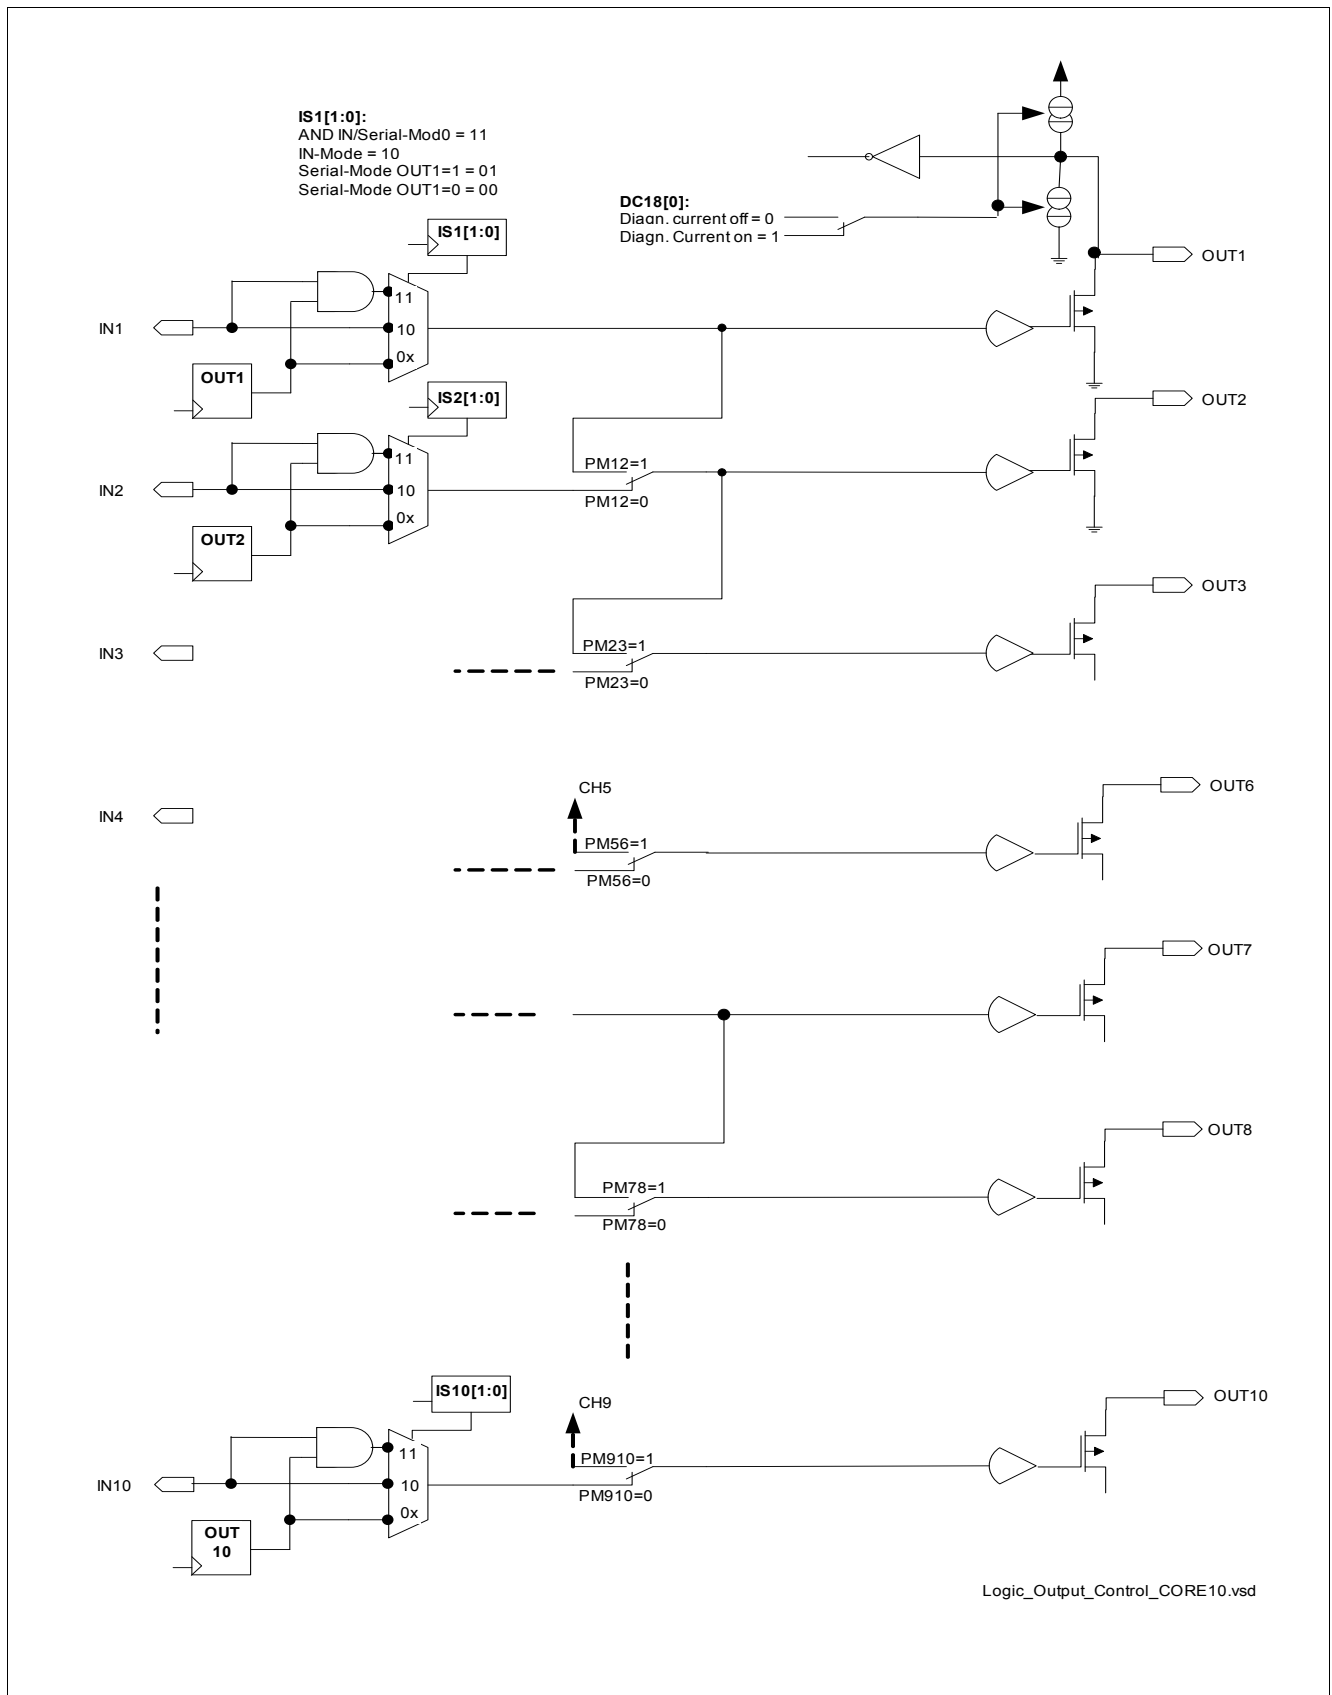 IS1[1:0]:
AND IN/Serial-Mod0 = 11
IN-Mode = 10
Serial-Mode OUT1=1 = 01
Serial-Mode OUT1=0 = 00
DC18[0]:
Diagn. current off = 0
Diagn. Current on = 1
IS1[1:0]
OUT1
11
IN1
10
0x
OUT1
IS2[1:0]
OUT2
11
PM12=1
IN2
10
PM12=0
0x
OUT2
OUT3
PM23=1
IN3
PM23=0
CH5
OUT6
IN4
PM56=1
PM56=0
OUT7
OUT8
PM78=1
PM78=0
IS10[1:0]
CH9
OUT10
11
PM910=1
IN10
10
PM910=0
0x
OUT
10
Logic_Output_Control_CORE10.vsd